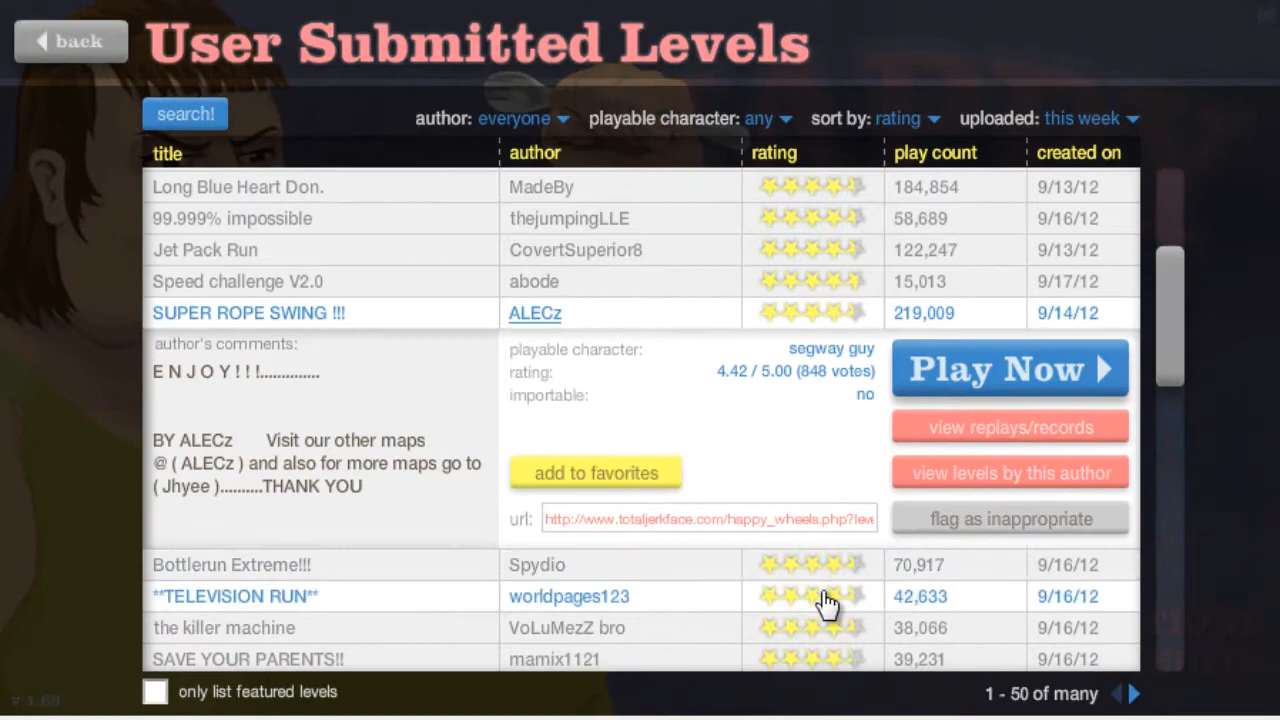 back
User Submitted Levels
search!
author: everyone playable character: any sort by: rating uploaded: this week
title author rating play count created on
Long Blue Heart Don. MadeBy 184,854 9/13/12
99.999% impossible thejumpingLLE 58,689 9/16/12
Jet Pack Run CovertSuperior8 122,247 9/13/12
Speed challenge V2.0 abode 15,013 9/17/12
SUPER ROPE SWING !!! ALECz 219,009 9/14/12
author's comments:
E N J O Y ! ! !..............
BY ALECz Visit our other maps
@ ( ALECz ) and also for more maps go to
( Jhyee )..........THANK YOU
playable character: segway guy
rating: 4.42 / 5.00 (848 votes)
importable: no
add to favorites
url: http://www.totaljerkface.com/happy_wheels.php?lev
Play Now
view replays/records
view levels by this author
flag as inappropriate
Bottlerun Extreme!!! Spydio 70,917 9/16/12
**TELEVISION RUN** worldpages123 42,633 9/16/12
the killer machine VoLuMezZ bro 38,066 9/16/12
SAVE YOUR PARENTS!! mamix1121 39,231 9/16/12
only list featured levels
1 - 50 of many